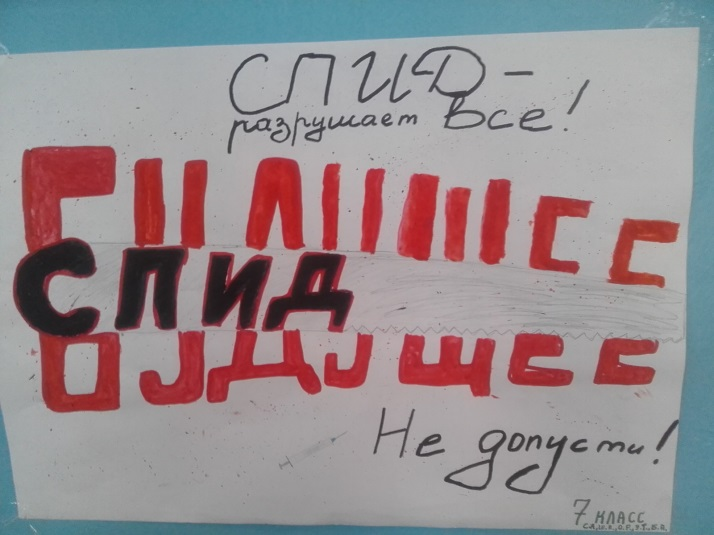 СПИД -
разрушает все!
БУДУЩЕЕ
СПИД
Не допусти!
7 класс